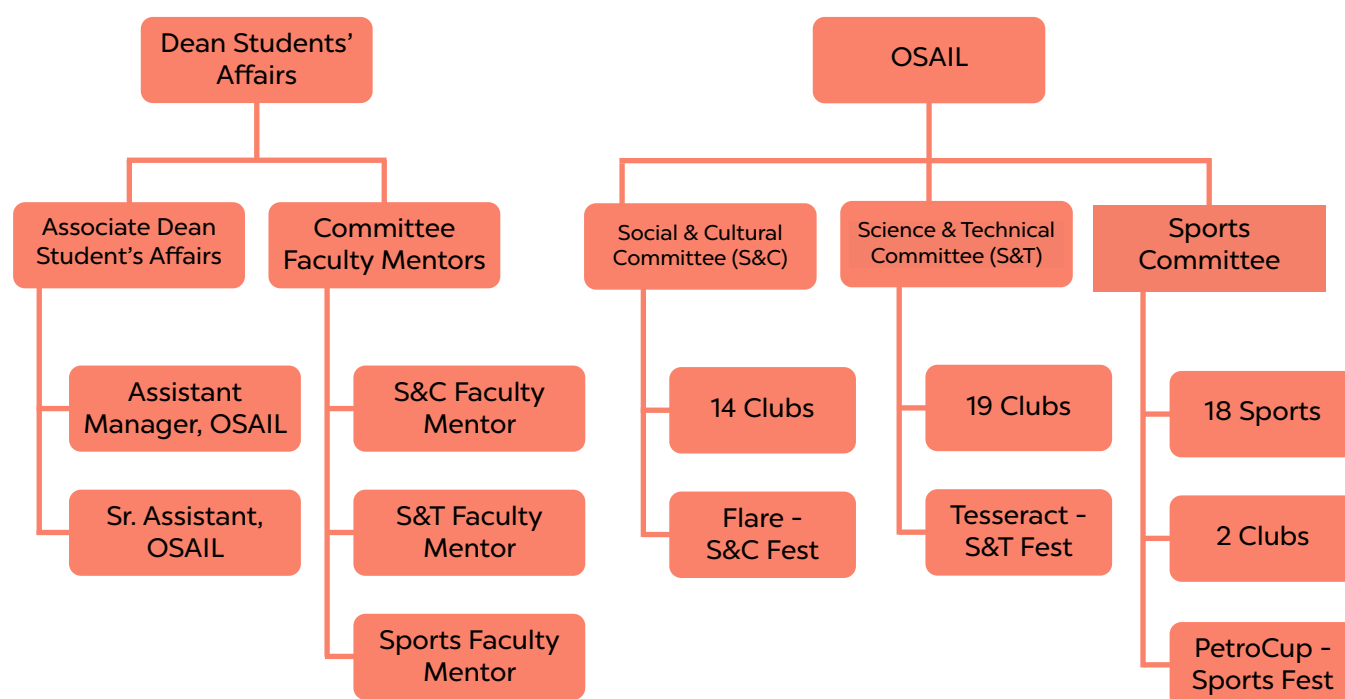 Dean Students’
Affairs
OSAIL
Associate Dean
Student’s Affairs
Committee
Faculty Mentors
Social & Cultural
Committee (S&C)
Science & Technical
Committee (S&T)
Sports
Committee
Assistant
Manager, OSAIL
S&C Faculty
Mentor
14 Clubs
19 Clubs
18 Sports
Sr. Assistant,
OSAIL
S&T Faculty
Mentor
Flare -
S&C Fest
Tesseract -
S&T Fest
2 Clubs
Sports Faculty
Mentor
PetroCup -
Sports Fest